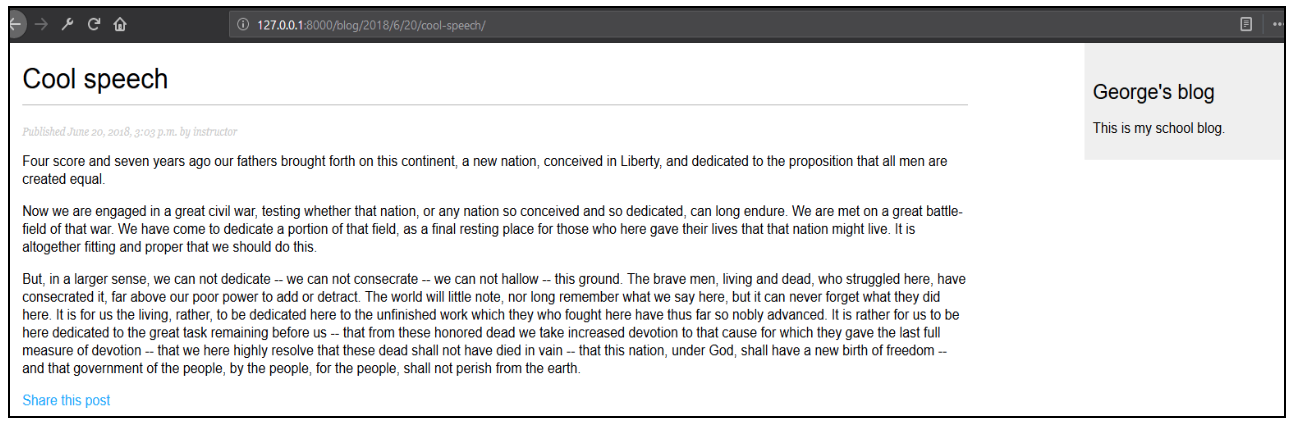 127.0.0.1:8000/blog/2018/6/20/cool-speech/
Cool speech
George's blog
This is my school blog.
Published June 20, 2018, 3:03 p.m. by instructor
Four score and seven years ago our fathers brought forth on this continent, a new nation, conceived in Liberty, and dedicated to the proposition that all men are
created equal.
Now we are engaged in a great civil war, testing whether that nation, or any nation so conceived and so dedicated, can long endure. We are met on a great battle-
field of that war. We have come to dedicate a portion of that field, as a final resting place for those who here gave their lives that that nation might live. It is
altogether fitting and proper that we should do this.
But, in a larger sense, we can not dedicate -- we can not consecrate -- we can not hallow -- this ground. The brave men, living and dead, who struggled here, have
consecrated it, far above our poor power to add or detract. The world will little note, nor long remember what we say here, but it can never forget what they did
here. It is for us the living, rather, to be dedicated here to the unfinished work which they who fought here have thus far so nobly advanced. It is rather for us to be
here dedicated to the great task remaining before us -- that from these honored dead we take increased devotion to that cause for which they gave the last full
measure of devotion -- that we here highly resolve that these dead shall not have died in vain -- that this nation, under God, shall have a new birth of freedom --
and that government of the people, by the people, for the people, shall not perish from the earth.
Share this post